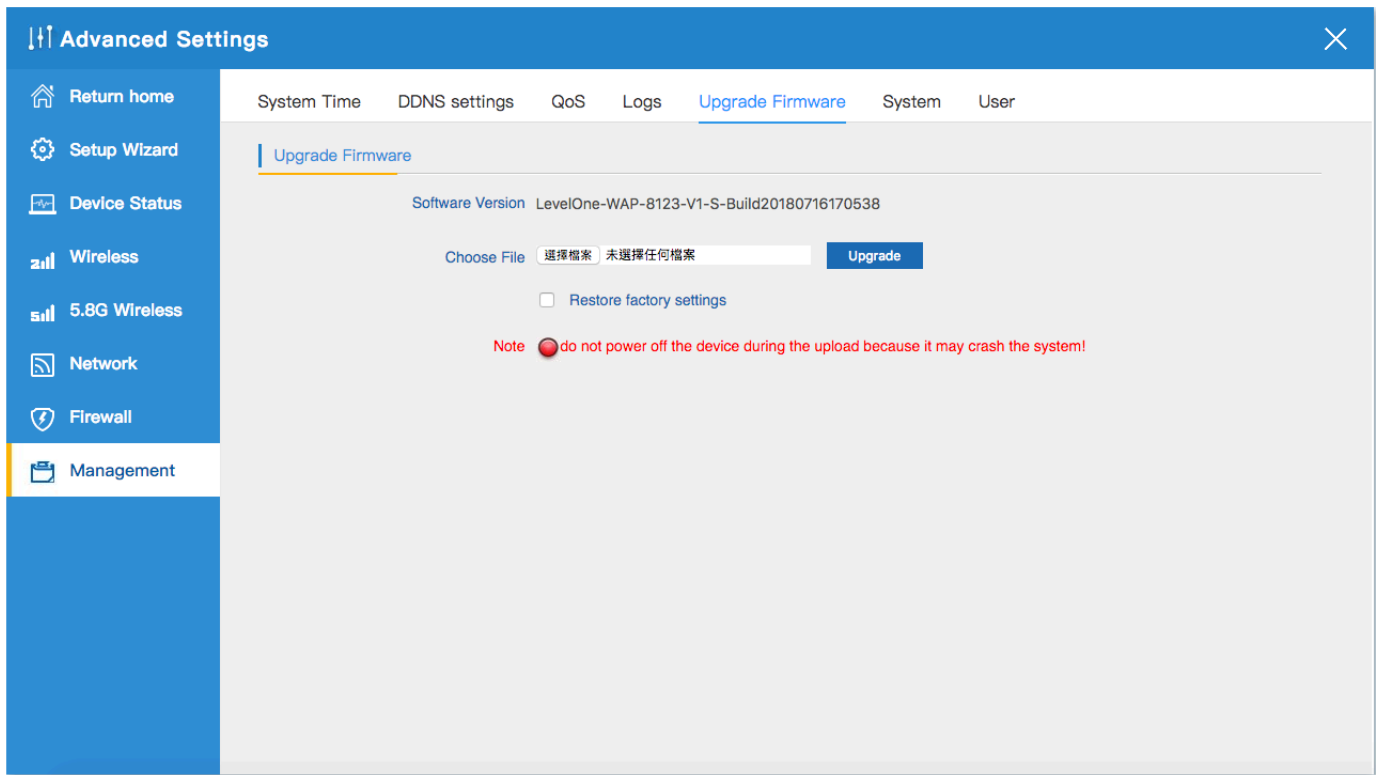 Advanced Settings
Return home
Setup Wizard
Device Status
Wireless
5.8G Wireless
Network
Firewall
Management
System Time DDNS settings QoS Logs Upgrade Firmware System User
Upgrade Firmware
Software Version LevelOne-WAP-8123-V1-S-Build20180716170538
Choose File 選擇檔案 未選擇任何檔案 Upgrade
Restore factory settings
Note do not power off the device during the upload because it may crash the system!